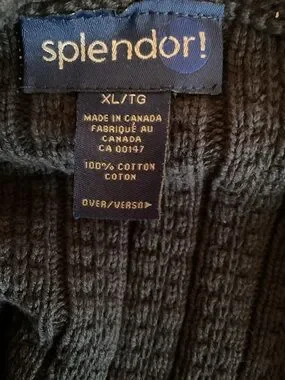 splendor!
XL/TG
MADE IN CANADA
FABRIQUÉ AU
CANADA
CA 00147
100% COTTON
COTON
OVER/VERSO